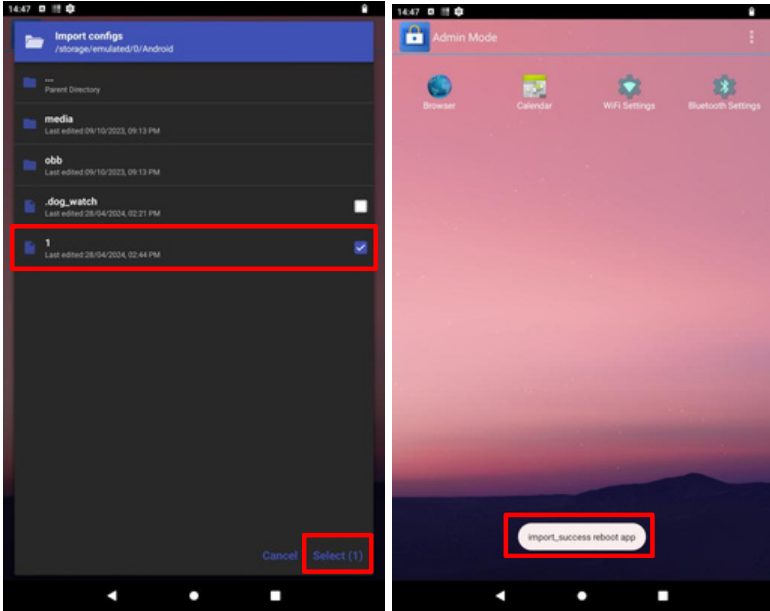 14:47
Import configs
/storage/emulated/0/Android
...
Parent Directory
media
Last edited:09/10/2023, 09:13 PM
obb
Last edited:09/10/2023, 09:13 PM
.dog_watch
Last edited:28/04/2024, 02:21 PM
1
Last edited:28/04/2024, 02:44 PM
Cancel Select (1)
14:47
Admin Mode
Browser Calendar WiFi Settings Bluetooth Settings
import_success reboot app